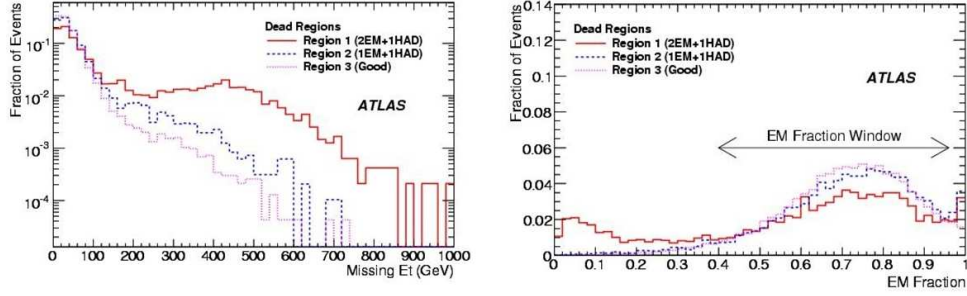 Fraction of Events
10-1
10-2
10-3
10-4
Dead Regions
Region 1 (2EM+1HAD)
Region 2 (1EM+1HAD)
Region 3 (Good)
ATLAS
0 100 200 300 400 500 600 700 800 900 1000
Missing Et (GeV)
Fraction of Events
0.14
0.12
0.1
0.08
0.06
0.04
0.02
0
Dead Regions
Region 1 (2EM+1HAD)
Region 2 (1EM+1HAD)
Region 3 (Good)
ATLAS
EM Fraction Window
0 0.1 0.2 0.3 0.4 0.5 0.6 0.7 0.8 0.9 1
EM Fraction